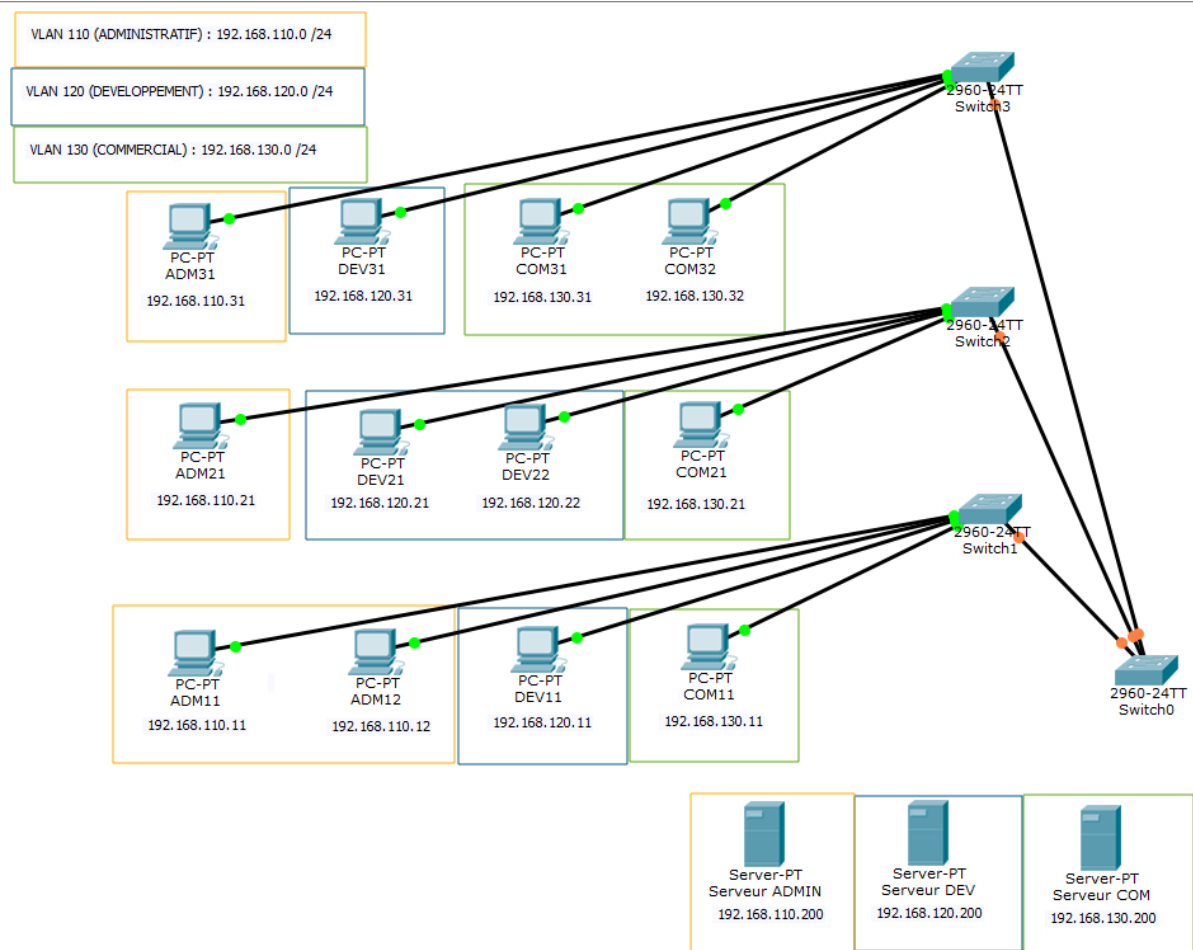 VLAN 110 (ADMINISTRATIF) : 192.168.110.0 /24
VLAN 120 (DEVELOPPEMENT) : 192.168.120.0 /24
VLAN 130 (COMMERCIAL) : 192.168.130.0 /24
2960-24TT
Switch3
PC-PT
ADM31
192.168.110.31
PC-PT
DEV31
192.168.120.31
PC-PT
COM31
192.168.130.31
PC-PT
COM32
192.168.130.32
2960-24TT
Switch2
PC-PT
ADM21
192.168.110.21
PC-PT
DEV21
192.168.120.21
PC-PT
DEV22
192.168.120.22
PC-PT
COM21
192.168.130.21
2960-24TT
Switch1
PC-PT
ADM11
192.168.110.11
PC-PT
ADM12
192.168.110.12
PC-PT
DEV11
192.168.120.11
PC-PT
COM11
192.168.130.11
2960-24TT
Switch0
Server-PT
Serveur ADMIN
192.168.110.200
Server-PT
Serveur DEV
192.168.120.200
Server-PT
Serveur COM
192.168.130.200